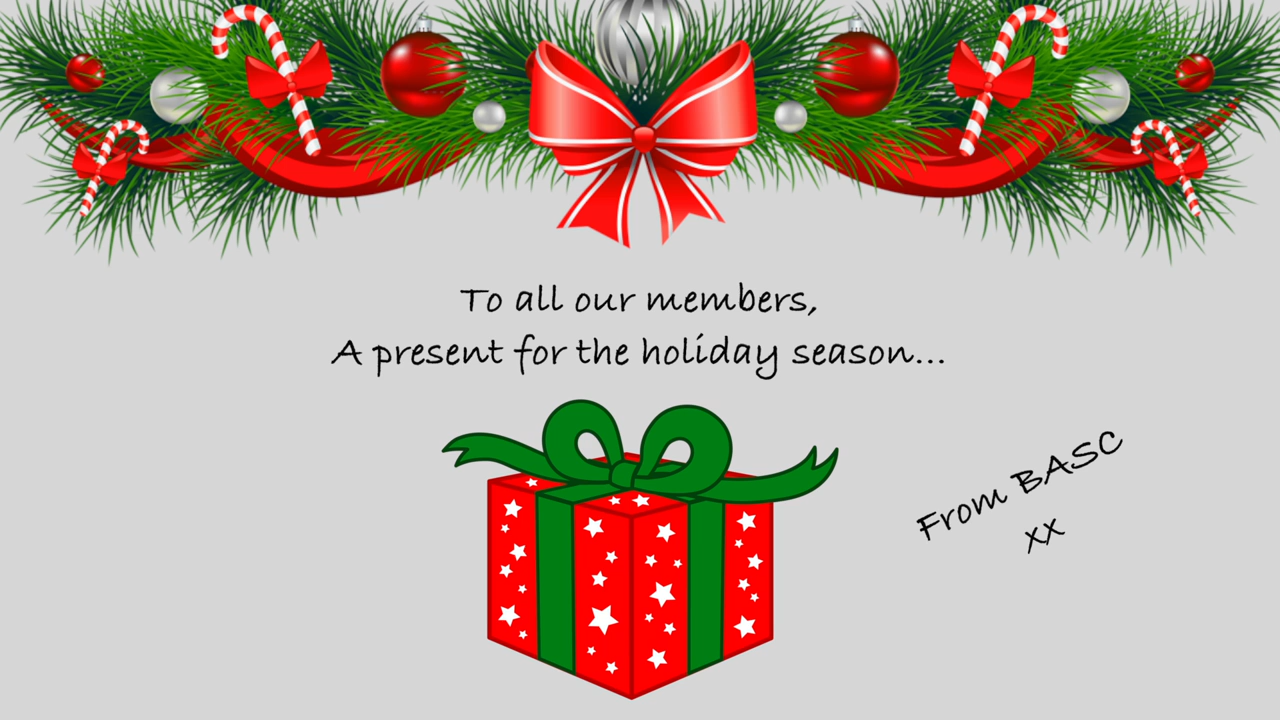 To all our members,
A present for the holiday season...
From BASC
xx